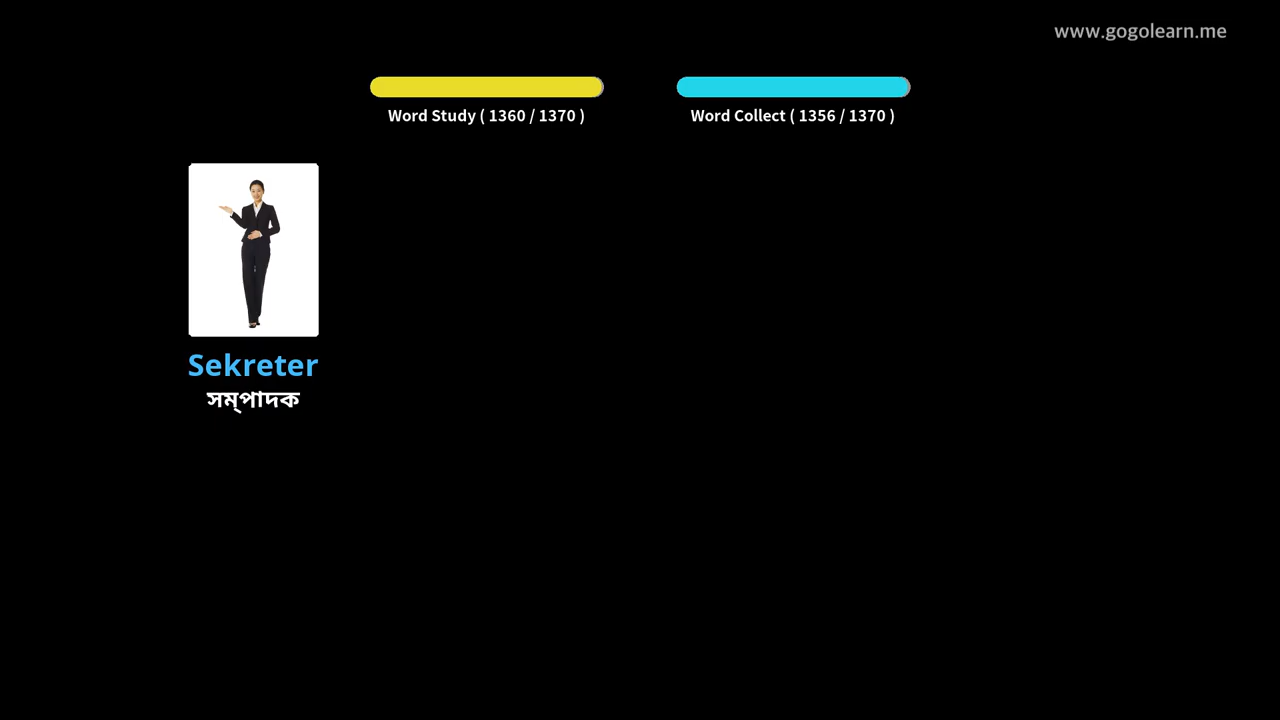 www.gogolearn.me
Word Study ( 1360 / 1370 )
Word Collect ( 1356 / 1370 )
Sekreter
সম্পাদক